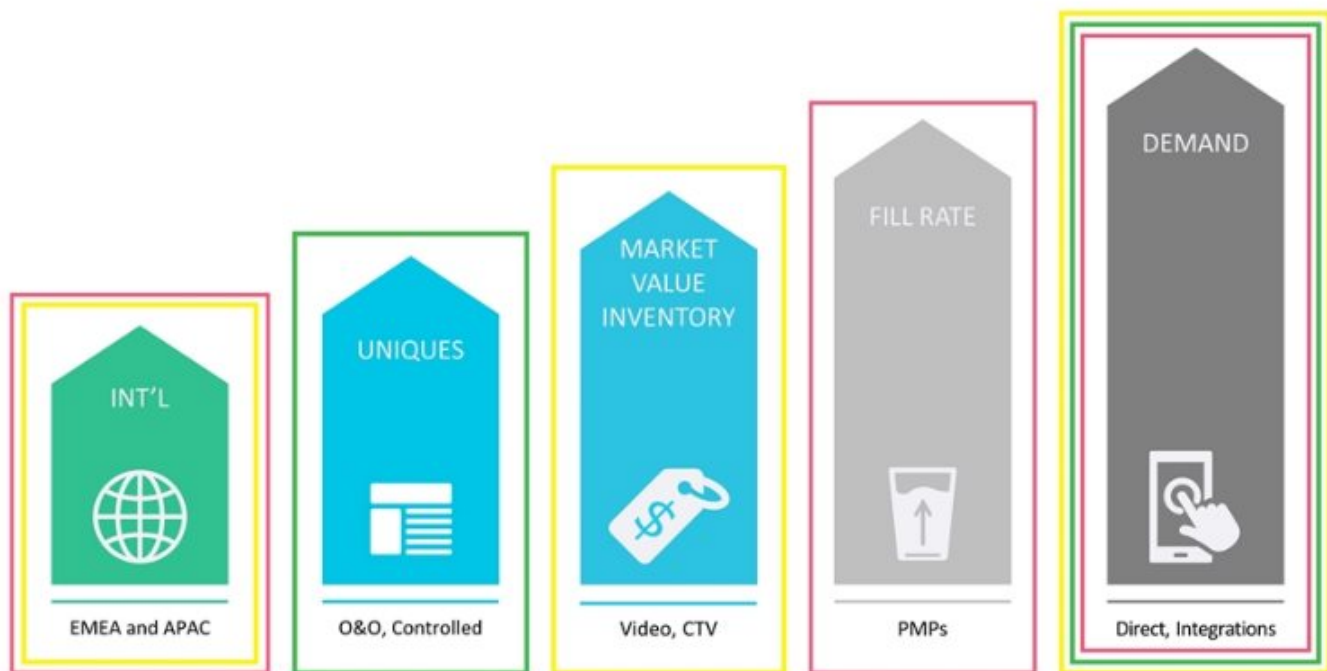 INT'L
EMEA and APAC
UNIQUES
O&O, Controlled
MARKET
VALUE
INVENTORY
$
Video, CTV
FILL RATE
PMPs
DEMAND
Direct, Integrations